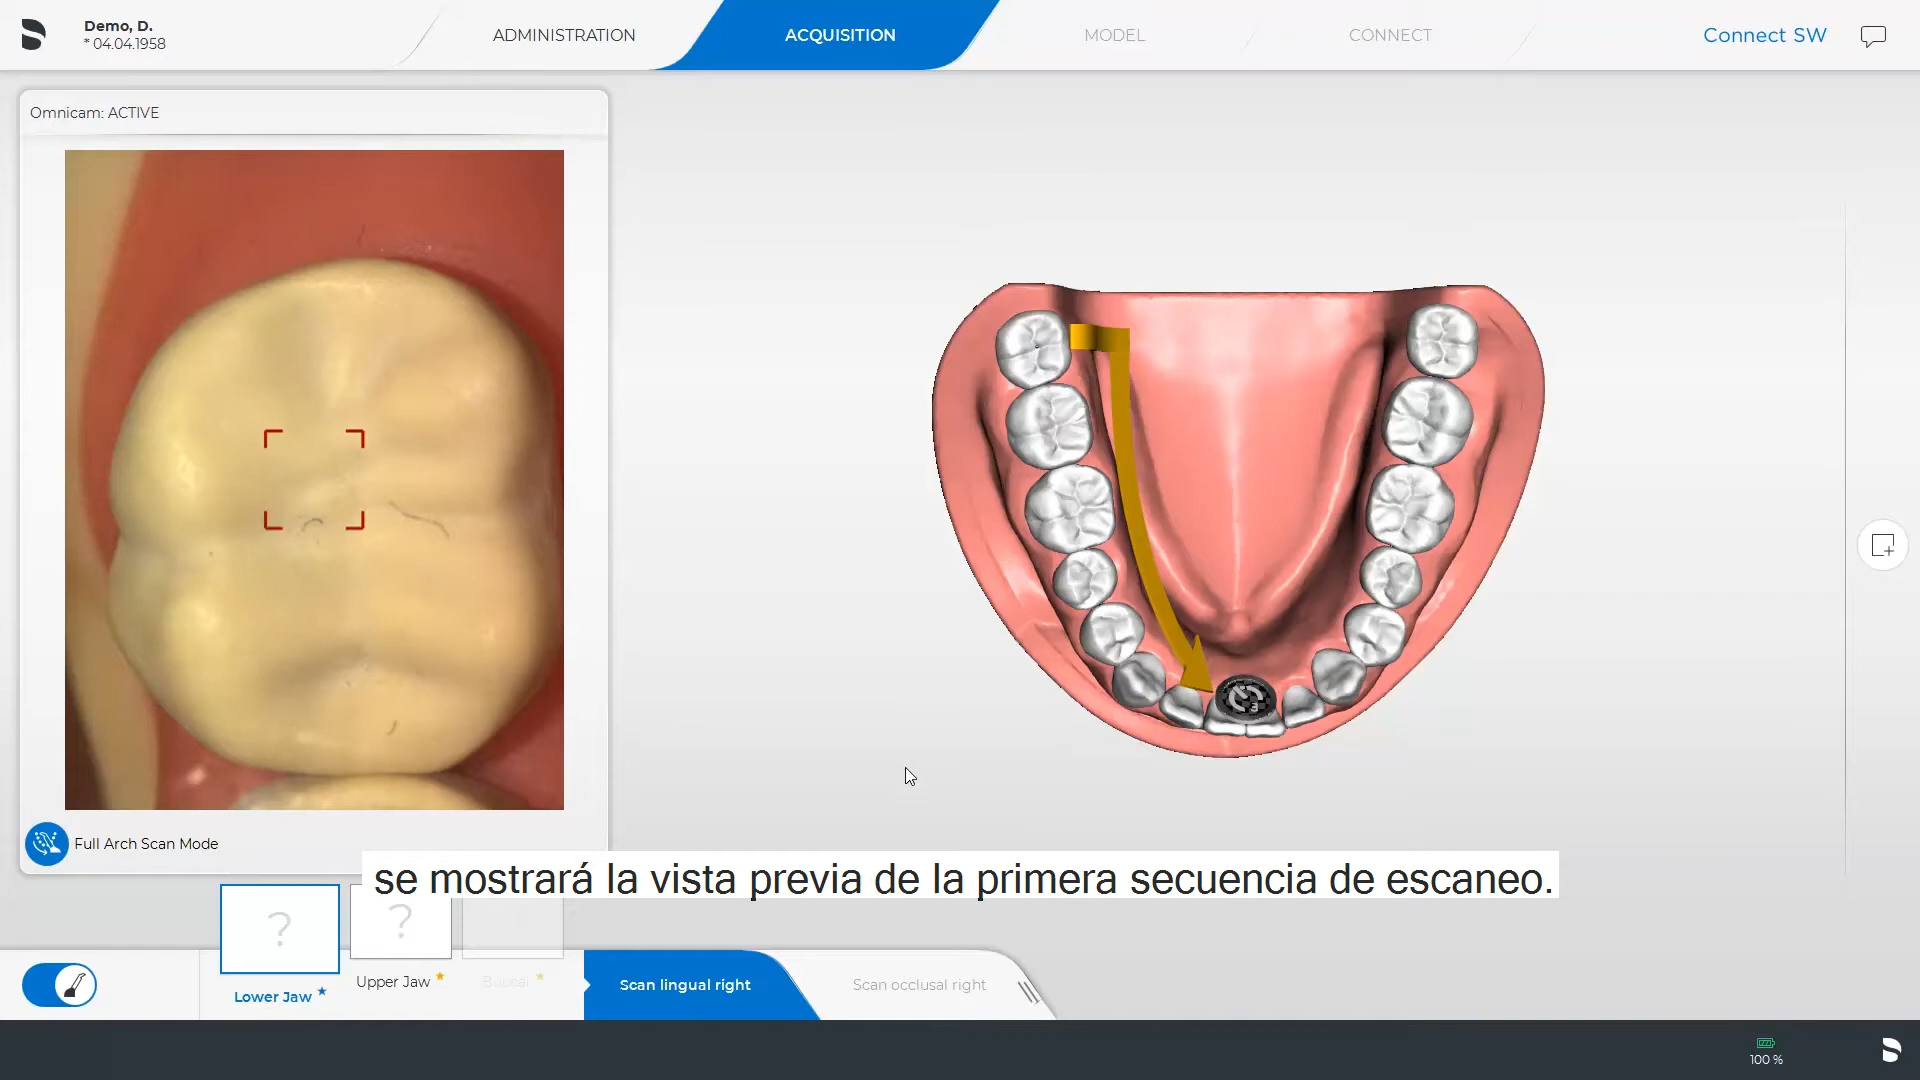 Demo, D.
* 04.04.1958
ADMINISTRATION
ACQUISITION
MODEL
CONNECT
Connect SW
Omnicam: ACTIVE
Full Arch Scan Mode
se mostrará la vista previa de la primera secuencia de escaneo.
?
?
Lower Jaw *
Upper Jaw *
Buccal *
Scan lingual right
Scan occlusal right
100 %